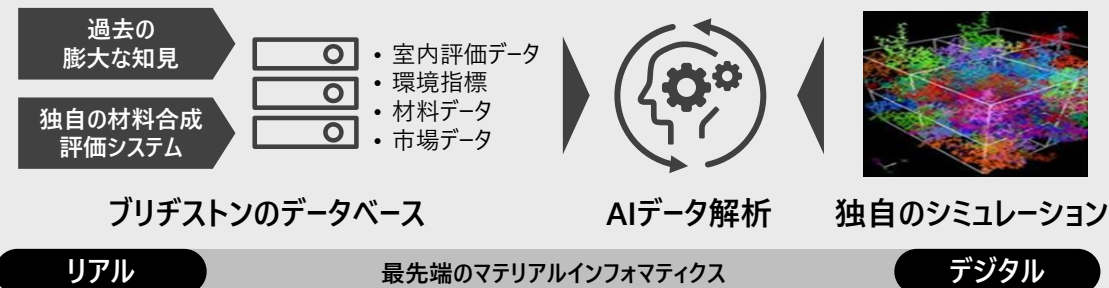 過去の
膨大な知見
独自の材料合成
評価システム
• 室内評価データ
• 環境指標
• 材料データ
• 市場データ
ブリヂストンのデータベース
AIデータ解析
独自のシミュレーション
リアル
最先端のマテリアルインフォマティクス
デジタル